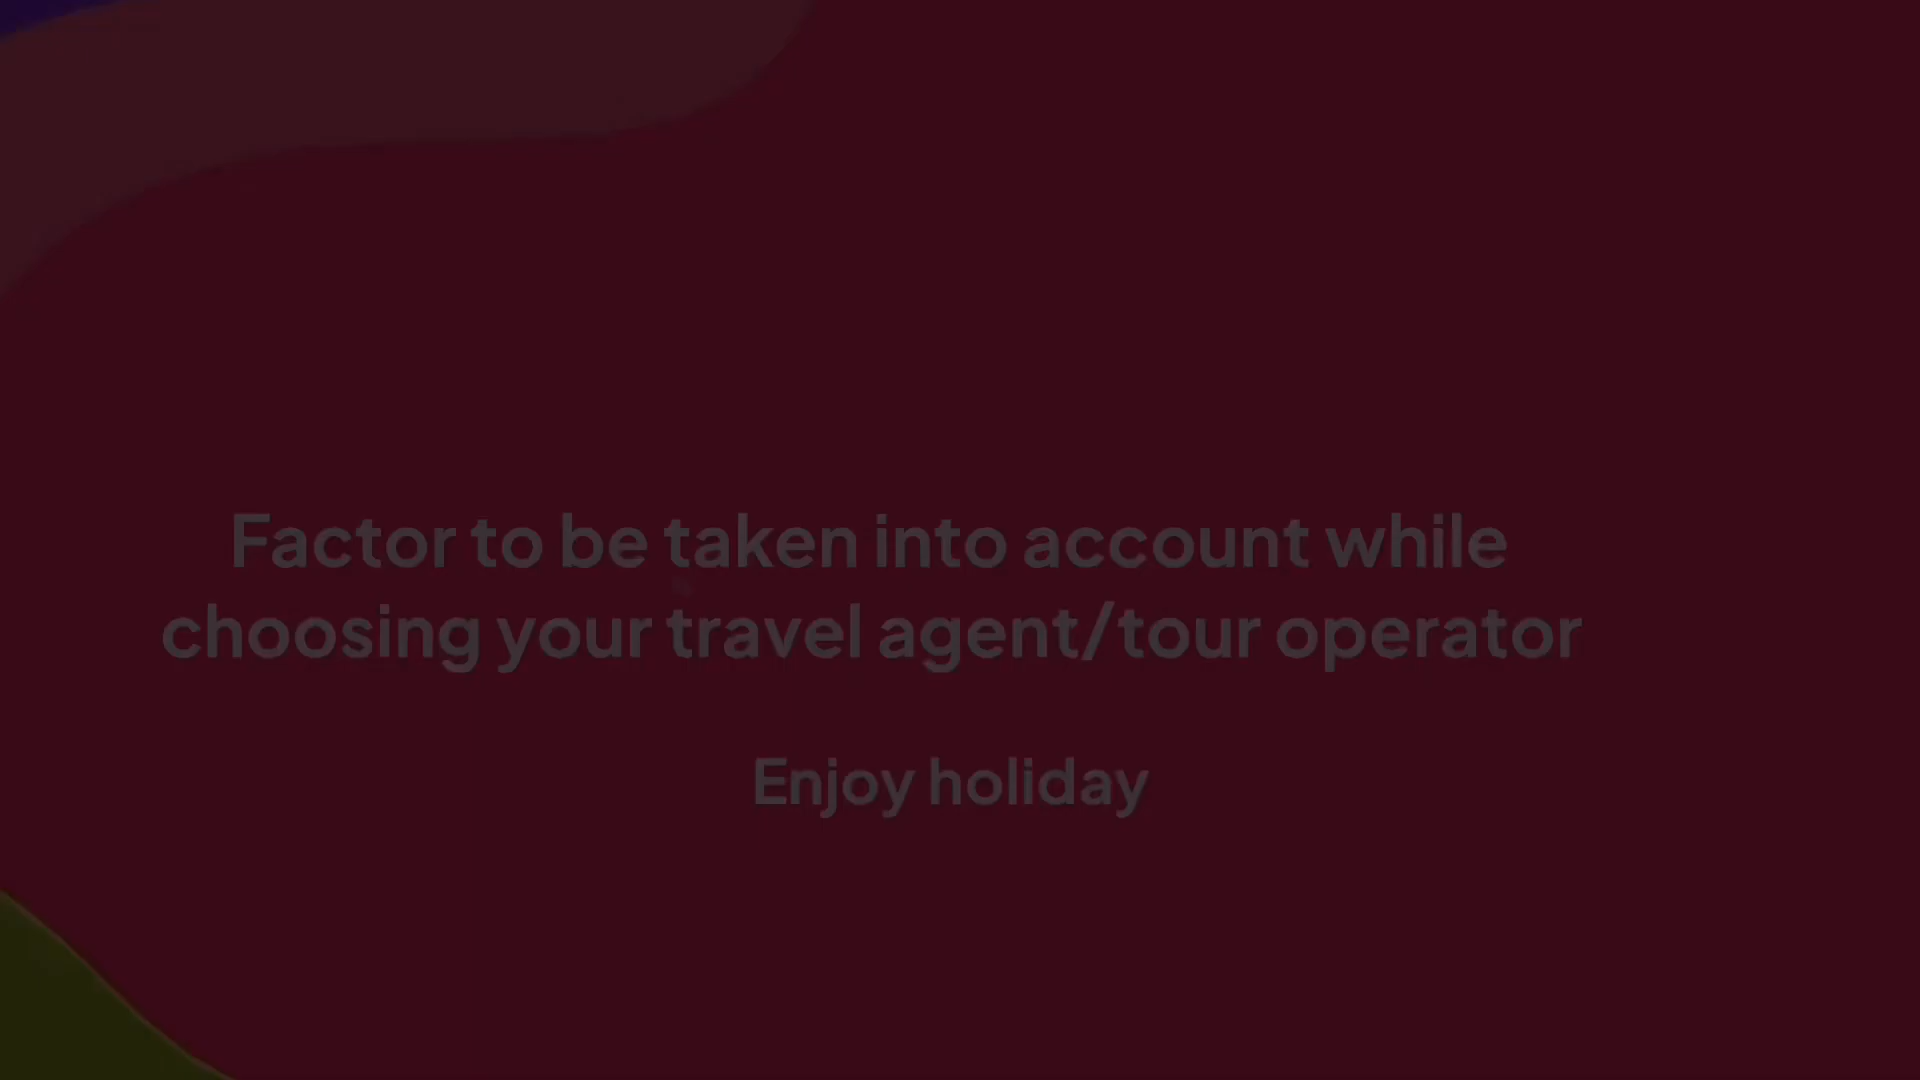 Factor to be taken into account while
choosing your travel agent/tour operator
Enjoy holiday